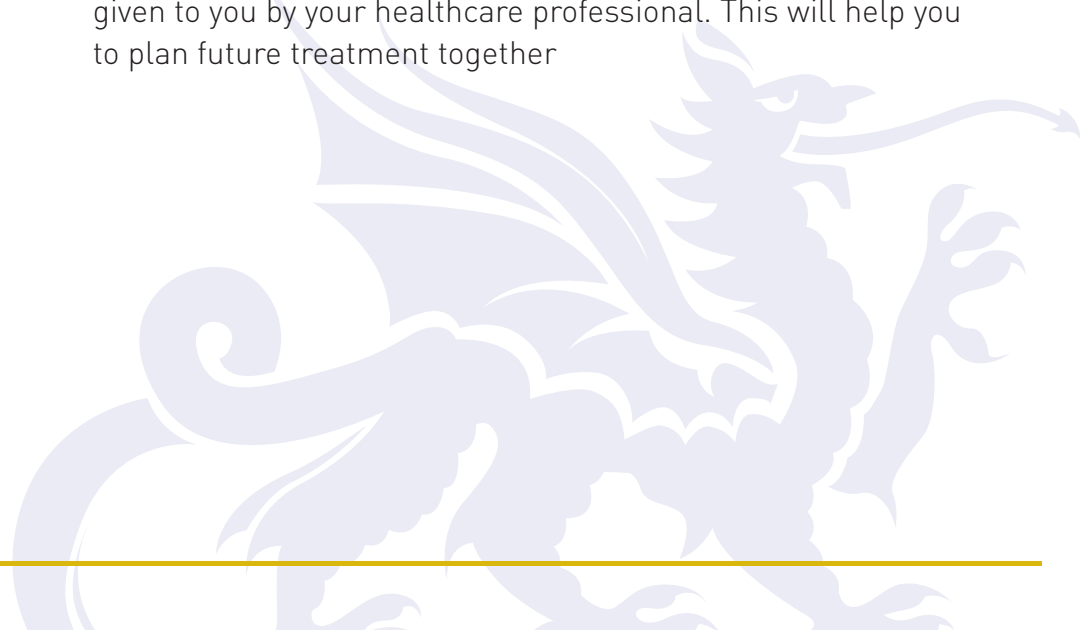 given to you by your healthcare professional. This will help you
to plan future treatment together